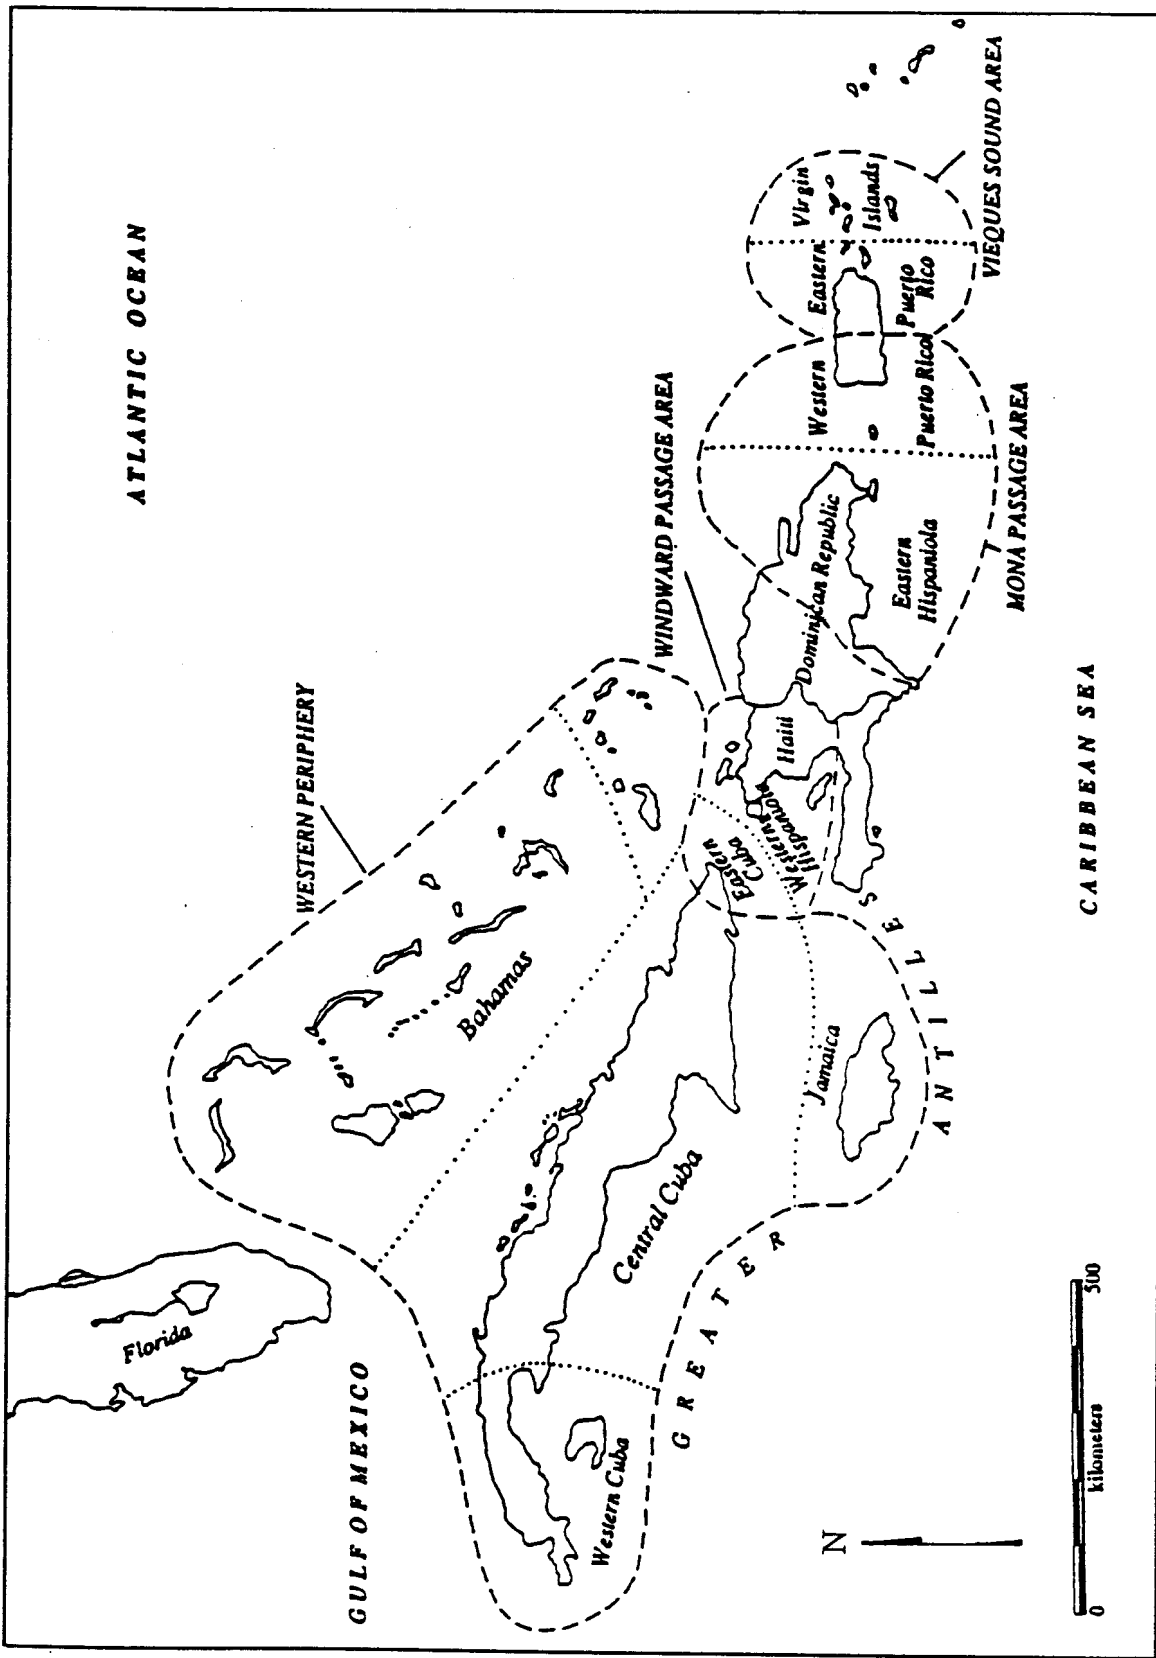 ATLANTIC OCEAN
GULF OF MEXICO
CARIBBEAN SEA
Florida
WESTERN PERIPHERY
Bahamas
WINDWARD PASSAGE AREA
Eastern
Cuba
Western
Hispaniola
Haiti
Dominican Republic
Eastern
Hispaniola
MONA PASSAGE AREA
Western
Puerto Rico
Eastern
Puerto
Rico
Virgin
Islands
VIEQUES SOUND AREA
Western Cuba
Central Cuba
Jamaica
GREATER
ANTILLES
N
0
500
kilometers